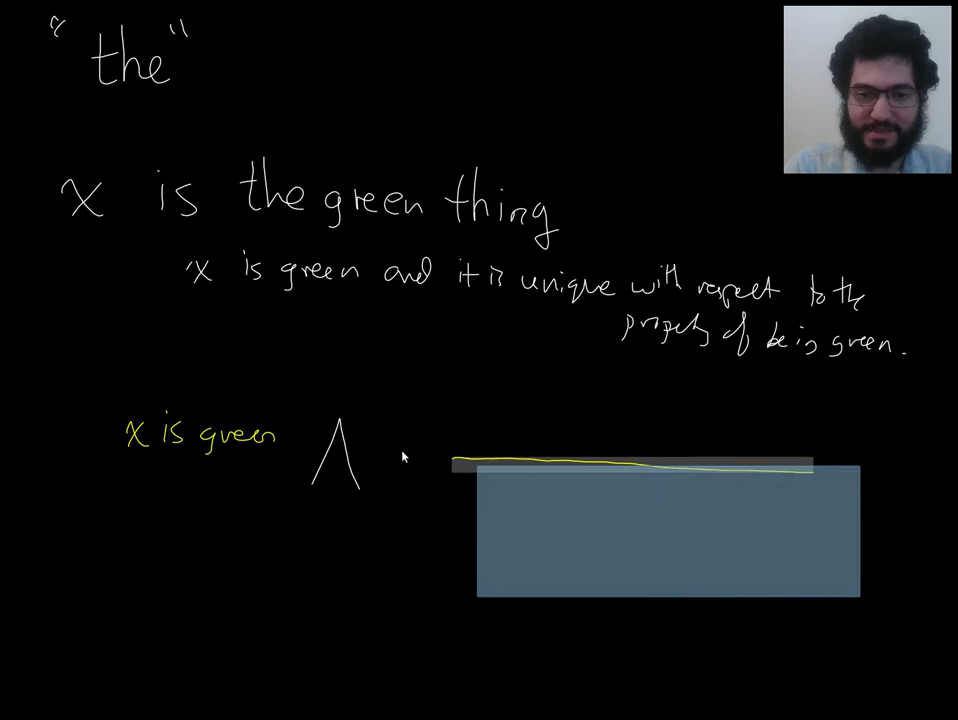 "the"
x is the green thing
x is green and it is unique with respect to the
property of being green.
x is green ∧